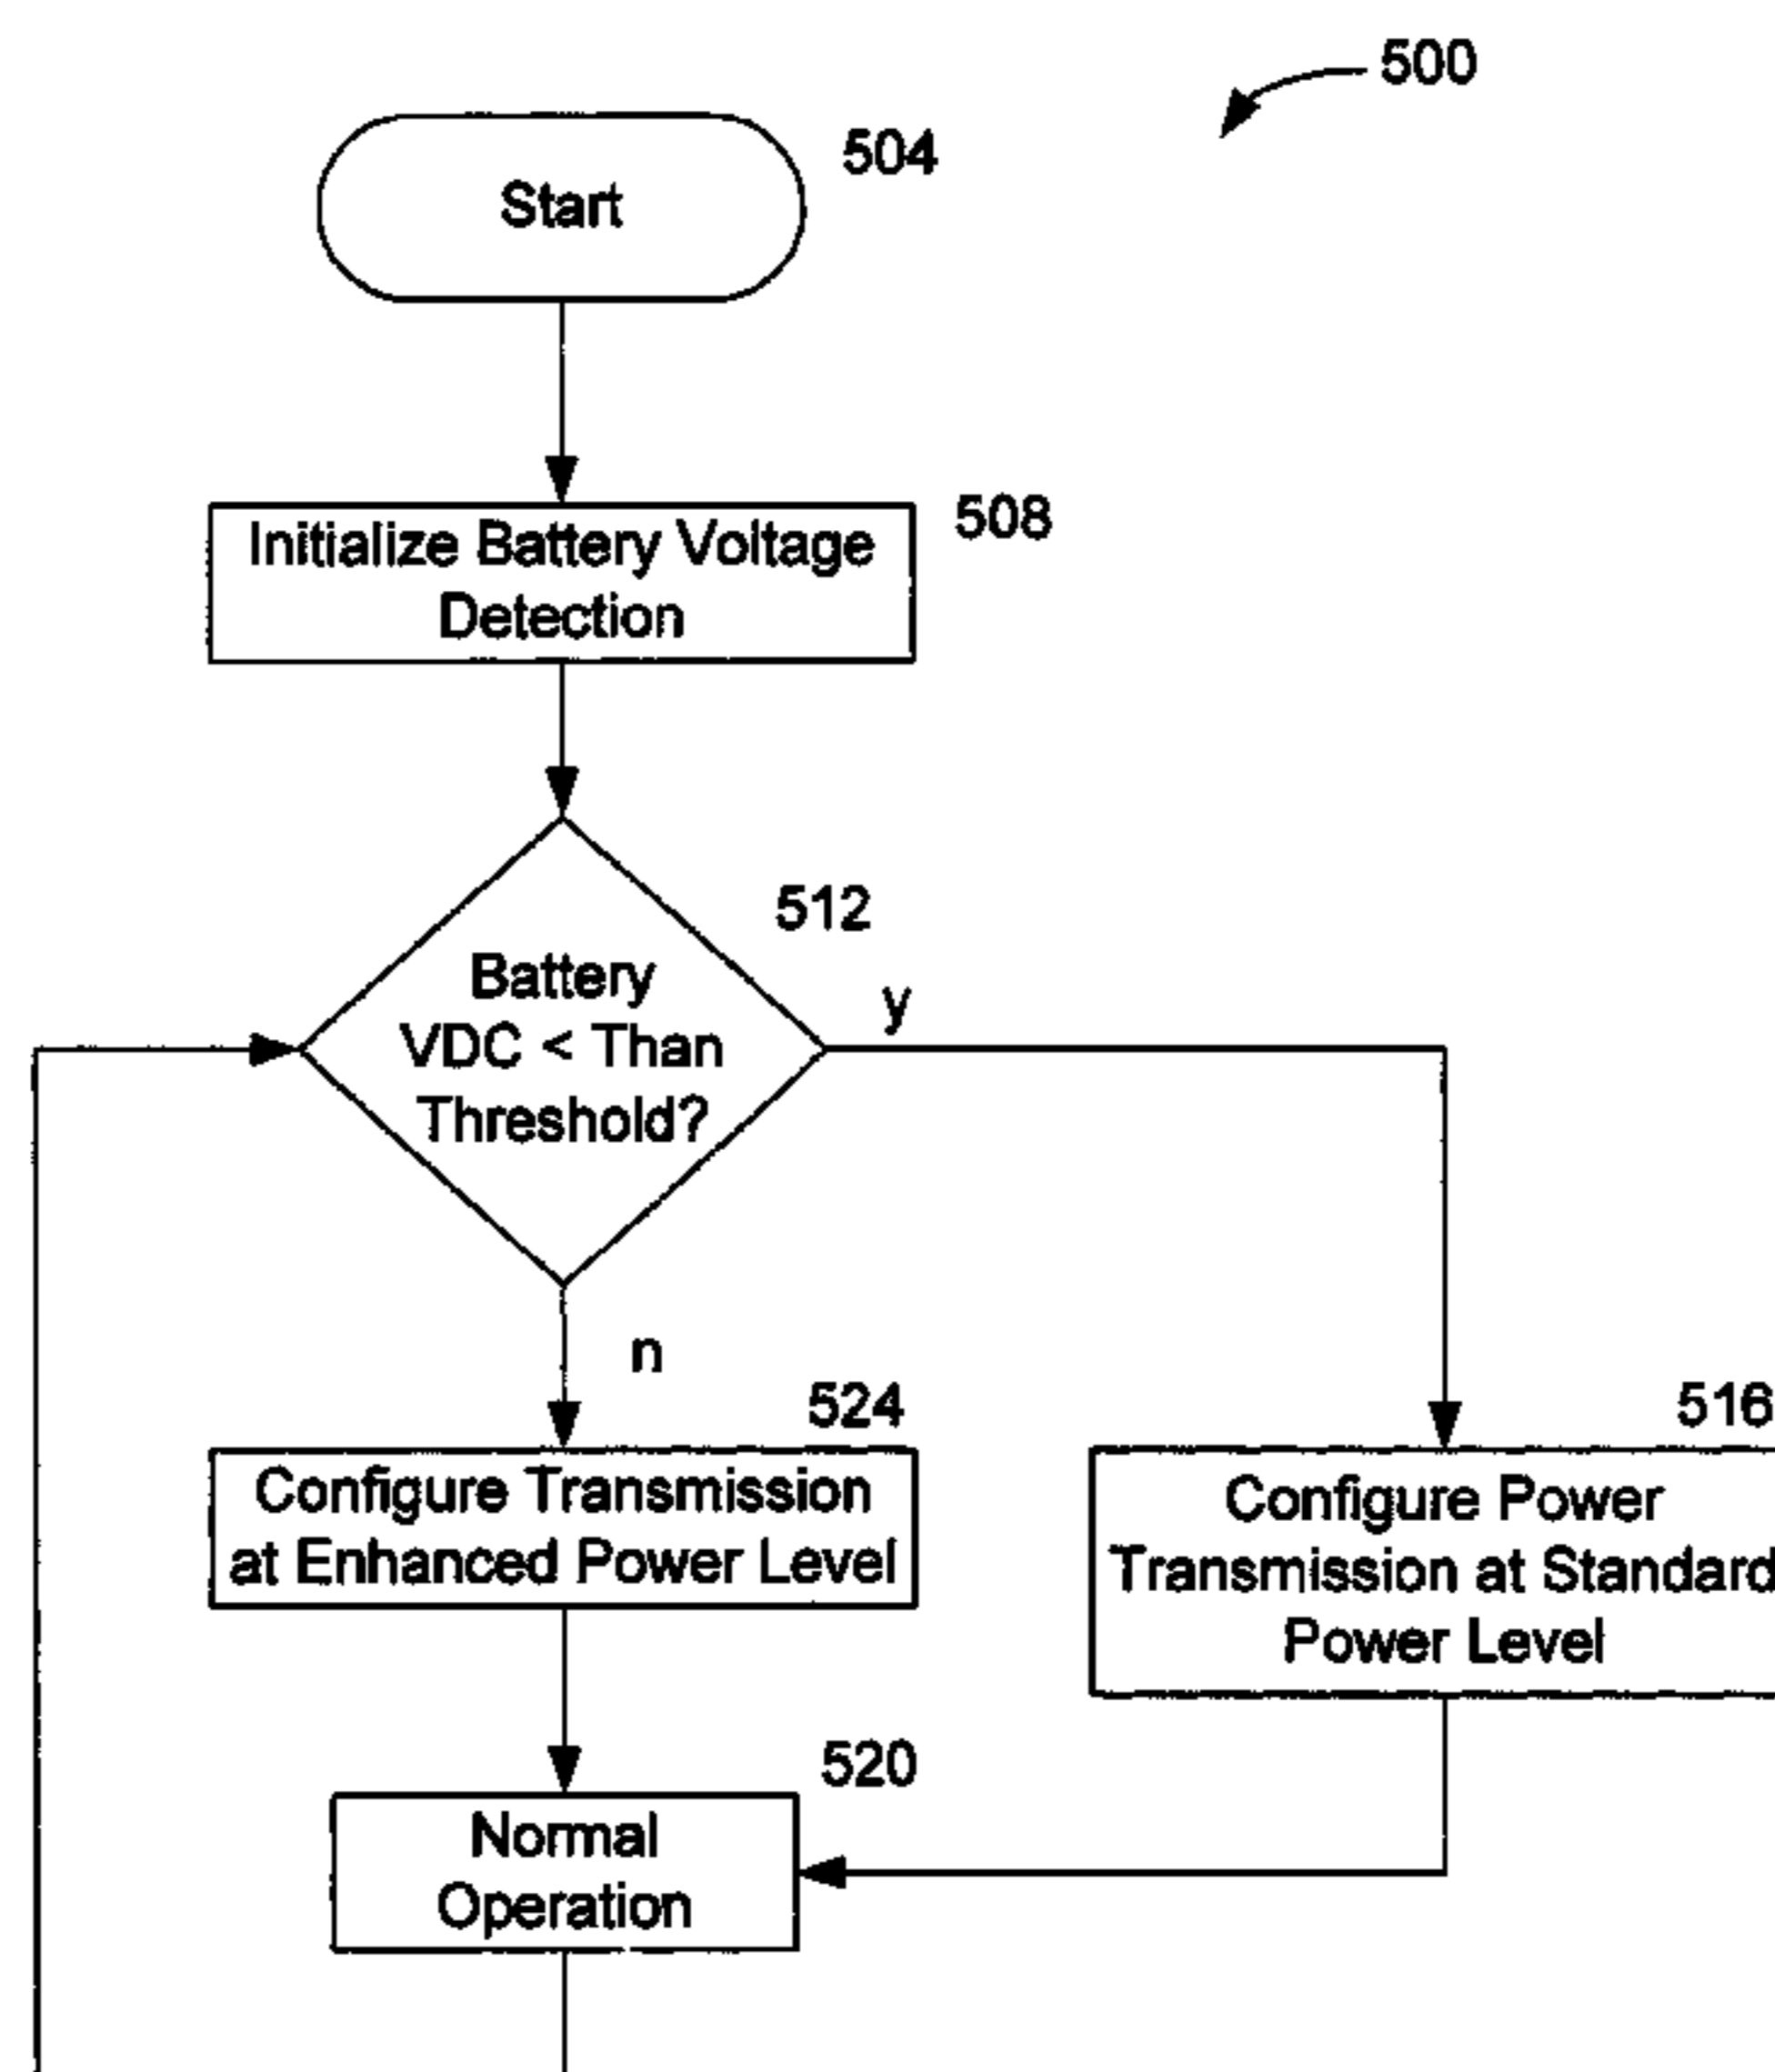 500
504
Start
508
Initialize Battery Voltage
Detection
512
Battery
VDC < Than
Threshold?
y
n
524
Configure Transmission
at Enhanced Power Level
516
Configure Power
Transmission at Standard
Power Level
520
Normal
Operation